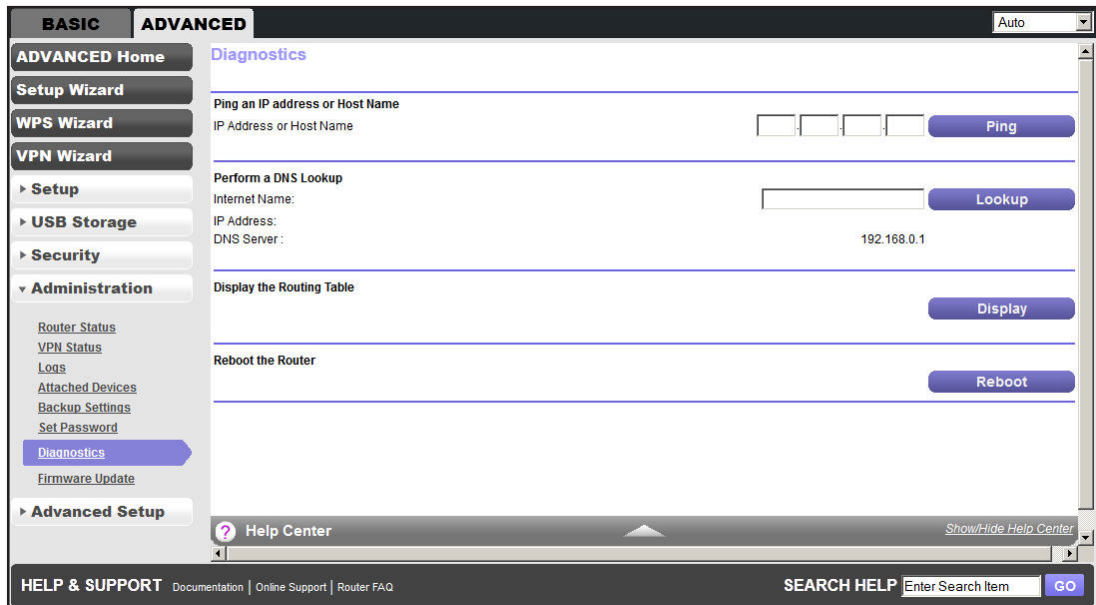 BASIC ADVANCED Auto
ADVANCED Home
Setup Wizard
WPS Wizard
VPN Wizard
Setup
USB Storage
Security
Administration
Router Status
VPN Status
Logs
Attached Devices
Backup Settings
Set Password
Diagnostics
Firmware Update
Advanced Setup
Diagnostics
Ping an IP address or Host Name
IP Address or Host Name . . . Ping
Perform a DNS Lookup
Internet Name: Lookup
IP Address:
DNS Server : 192.168.0.1
Display the Routing Table
Display
Reboot the Router
Reboot
? Help Center Show/Hide Help Center
HELP & SUPPORT Documentation | Online Support | Router FAQ SEARCH HELP Enter Search Item GO